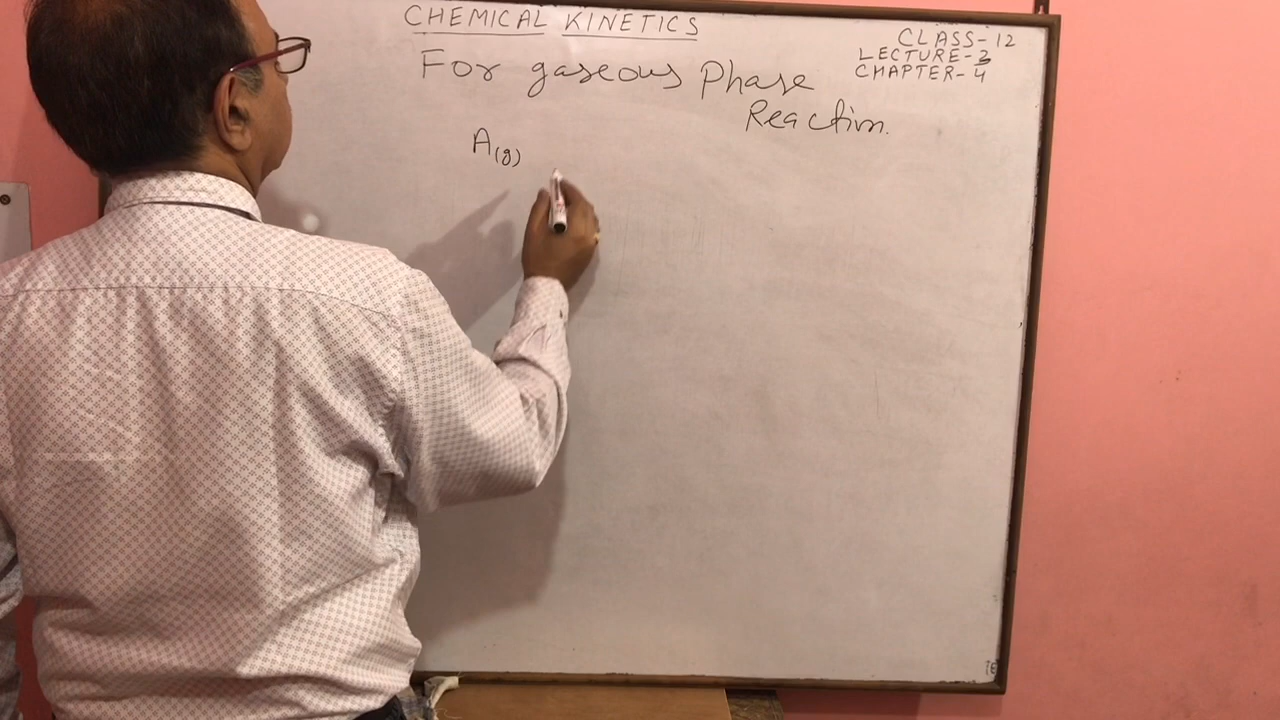 CHEMICAL KINETICS
CLASS-12
LECTURE-3
CHAPTER-4
For gaseous Phase
Reaction.
A(g)